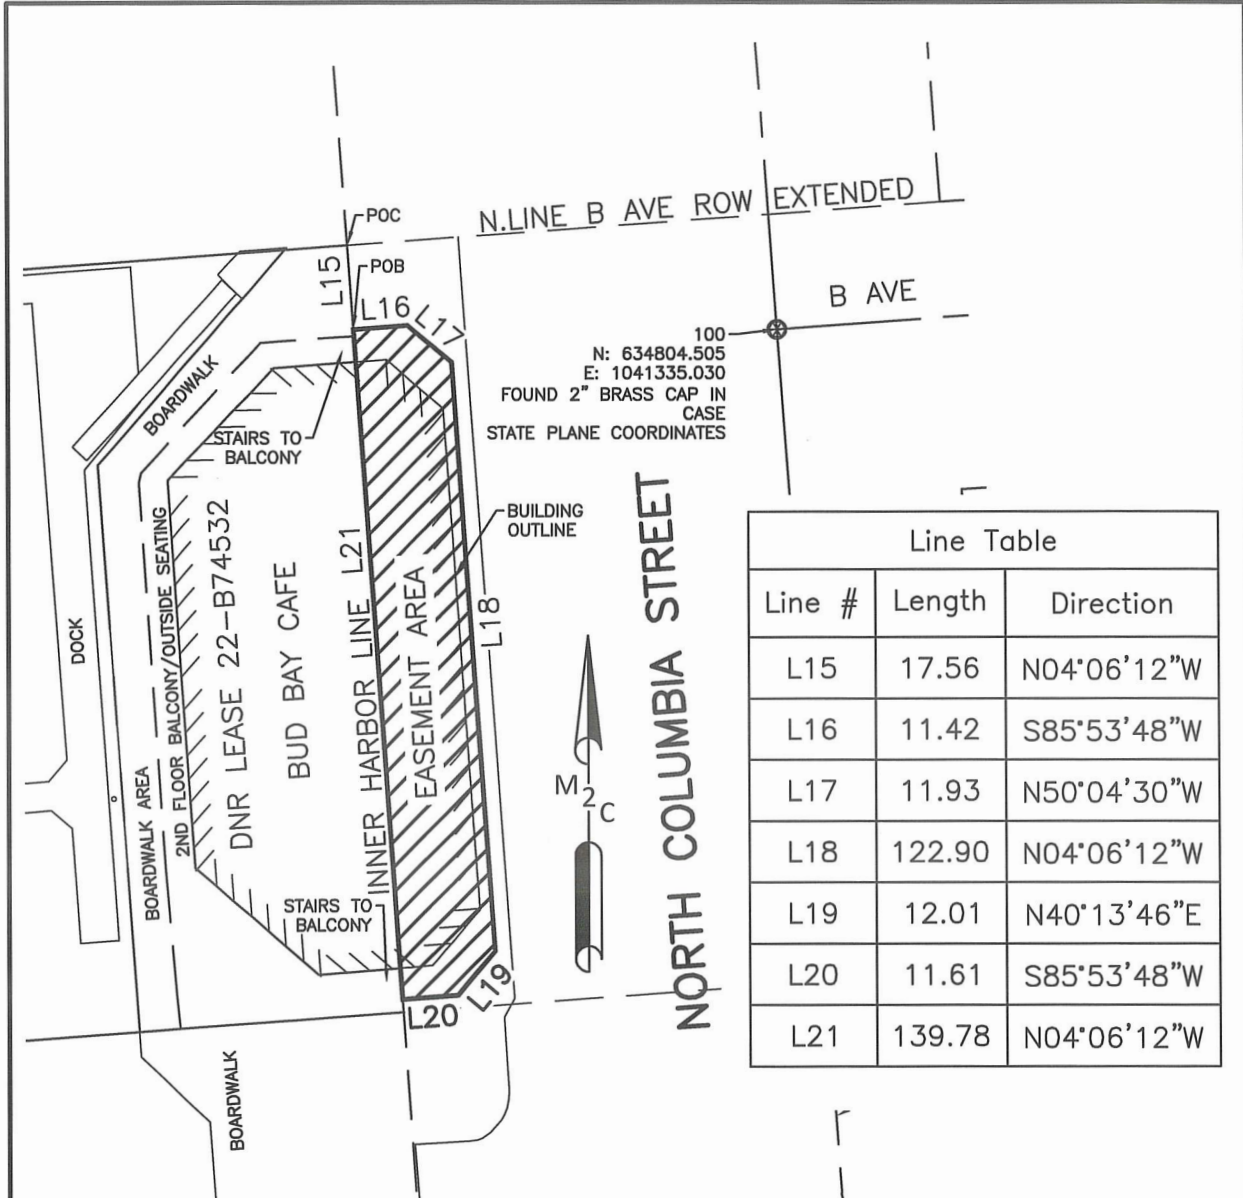 N.LINE B AVE ROW EXTENDED
POC
L15
POB
L16
L17
B AVE
100
N: 634804.505
E: 1041335.030
FOUND 2" BRASS CAP IN
CASE
STATE PLANE COORDINATES
BOARDWALK
STAIRS TO
BALCONY
BUILDING
OUTLINE
DOCK
BOARDWALK AREA
2ND FLOOR BALCONY/OUTSIDE SEATING
DNR LEASE 22-B74532
BUD BAY CAFE
INNER HARBOR LINE L21
EASEMENT AREA
L18
M2C
NORTH COLUMBIA STREET
STAIRS TO
BALCONY
L19
L20
BOARDWALK
Line Table
Line # Length Direction
L15 17.56 N04°06'12"W
L16 11.42 S85°53'48"W
L17 11.93 N50°04'30"W
L18 122.90 N04°06'12"W
L19 12.01 N40°13'46"E
L20 11.61 S85°53'48"W
L21 139.78 N04°06'12"W